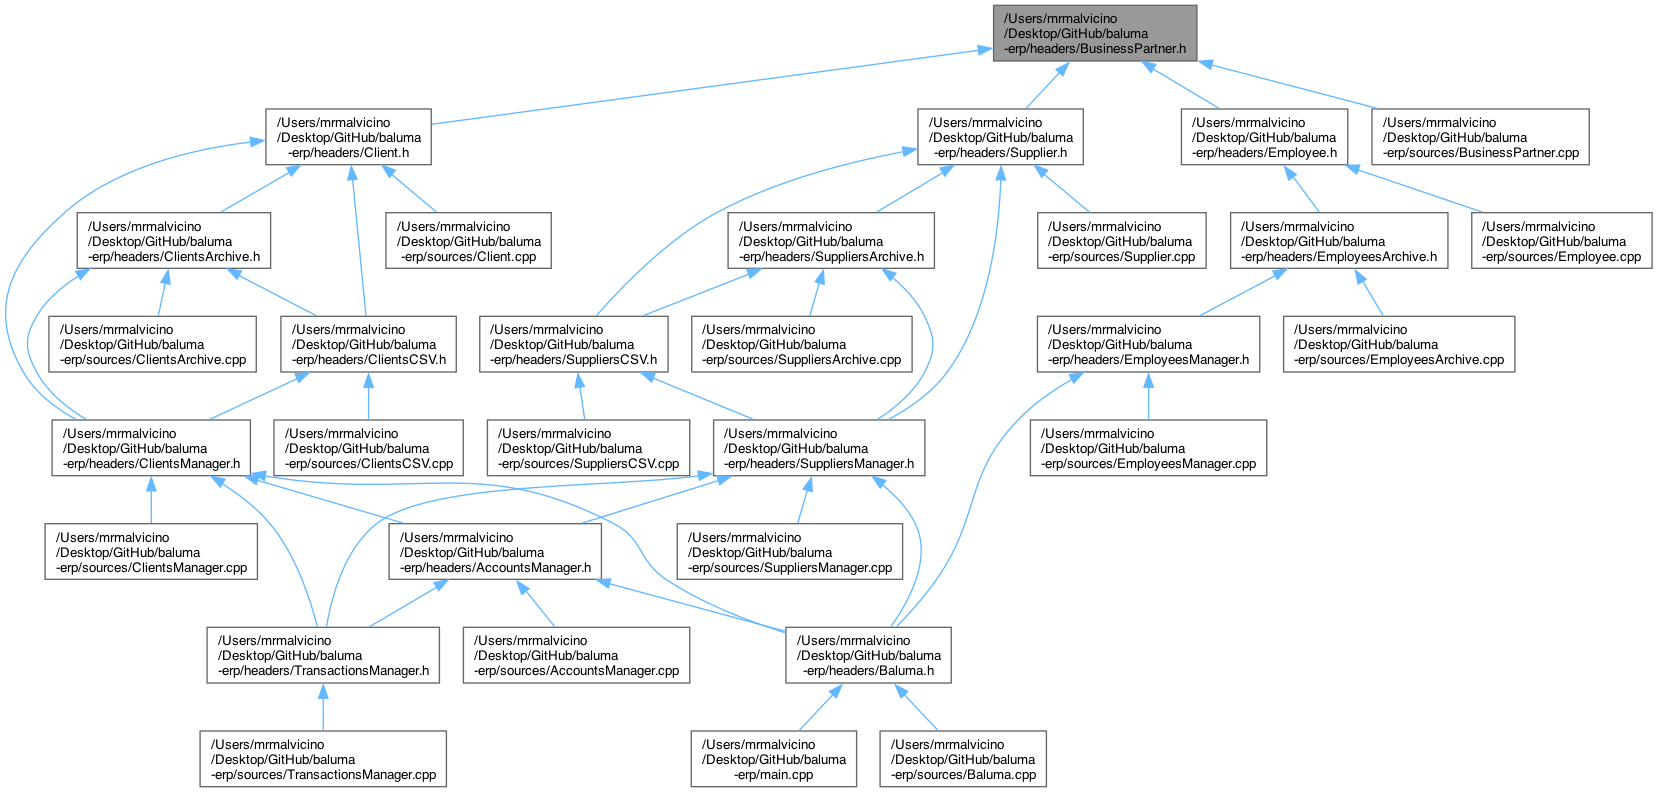 /Users/mrmalvicino
/Desktop/GitHub/baluma
-erp/headers/BusinessPartner.h
/Users/mrmalvicino
/Desktop/GitHub/baluma
-erp/headers/Client.h
/Users/mrmalvicino
/Desktop/GitHub/baluma
-erp/headers/Supplier.h
/Users/mrmalvicino
/Desktop/GitHub/baluma
-erp/headers/Employee.h
/Users/mrmalvicino
/Desktop/GitHub/baluma
-erp/sources/BusinessPartner.cpp
/Users/mrmalvicino
/Desktop/GitHub/baluma
-erp/headers/ClientsArchive.h
/Users/mrmalvicino
/Desktop/GitHub/baluma
-erp/sources/Client.cpp
/Users/mrmalvicino
/Desktop/GitHub/baluma
-erp/headers/SuppliersArchive.h
/Users/mrmalvicino
/Desktop/GitHub/baluma
-erp/sources/Supplier.cpp
/Users/mrmalvicino
/Desktop/GitHub/baluma
-erp/headers/EmployeesArchive.h
/Users/mrmalvicino
/Desktop/GitHub/baluma
-erp/sources/Employee.cpp
/Users/mrmalvicino
/Desktop/GitHub/baluma
-erp/sources/ClientsArchive.cpp
/Users/mrmalvicino
/Desktop/GitHub/baluma
-erp/headers/ClientsCSV.h
/Users/mrmalvicino
/Desktop/GitHub/baluma
-erp/headers/SuppliersCSV.h
/Users/mrmalvicino
/Desktop/GitHub/baluma
-erp/sources/SuppliersArchive.cpp
/Users/mrmalvicino
/Desktop/GitHub/baluma
-erp/headers/EmployeesManager.h
/Users/mrmalvicino
/Desktop/GitHub/baluma
-erp/sources/EmployeesArchive.cpp
/Users/mrmalvicino
/Desktop/GitHub/baluma
-erp/headers/ClientsManager.h
/Users/mrmalvicino
/Desktop/GitHub/baluma
-erp/sources/ClientsCSV.cpp
/Users/mrmalvicino
/Desktop/GitHub/baluma
-erp/sources/SuppliersCSV.cpp
/Users/mrmalvicino
/Desktop/GitHub/baluma
-erp/headers/SuppliersManager.h
/Users/mrmalvicino
/Desktop/GitHub/baluma
-erp/sources/EmployeesManager.cpp
/Users/mrmalvicino
/Desktop/GitHub/baluma
-erp/sources/ClientsManager.cpp
/Users/mrmalvicino
/Desktop/GitHub/baluma
-erp/headers/AccountsManager.h
/Users/mrmalvicino
/Desktop/GitHub/baluma
-erp/sources/SuppliersManager.cpp
/Users/mrmalvicino
/Desktop/GitHub/baluma
-erp/headers/TransactionsManager.h
/Users/mrmalvicino
/Desktop/GitHub/baluma
-erp/sources/AccountsManager.cpp
/Users/mrmalvicino
/Desktop/GitHub/baluma
-erp/headers/Baluma.h
/Users/mrmalvicino
/Desktop/GitHub/baluma
-erp/sources/TransactionsManager.cpp
/Users/mrmalvicino
/Desktop/GitHub/baluma
-erp/main.cpp
/Users/mrmalvicino
/Desktop/GitHub/baluma
-erp/sources/Baluma.cpp